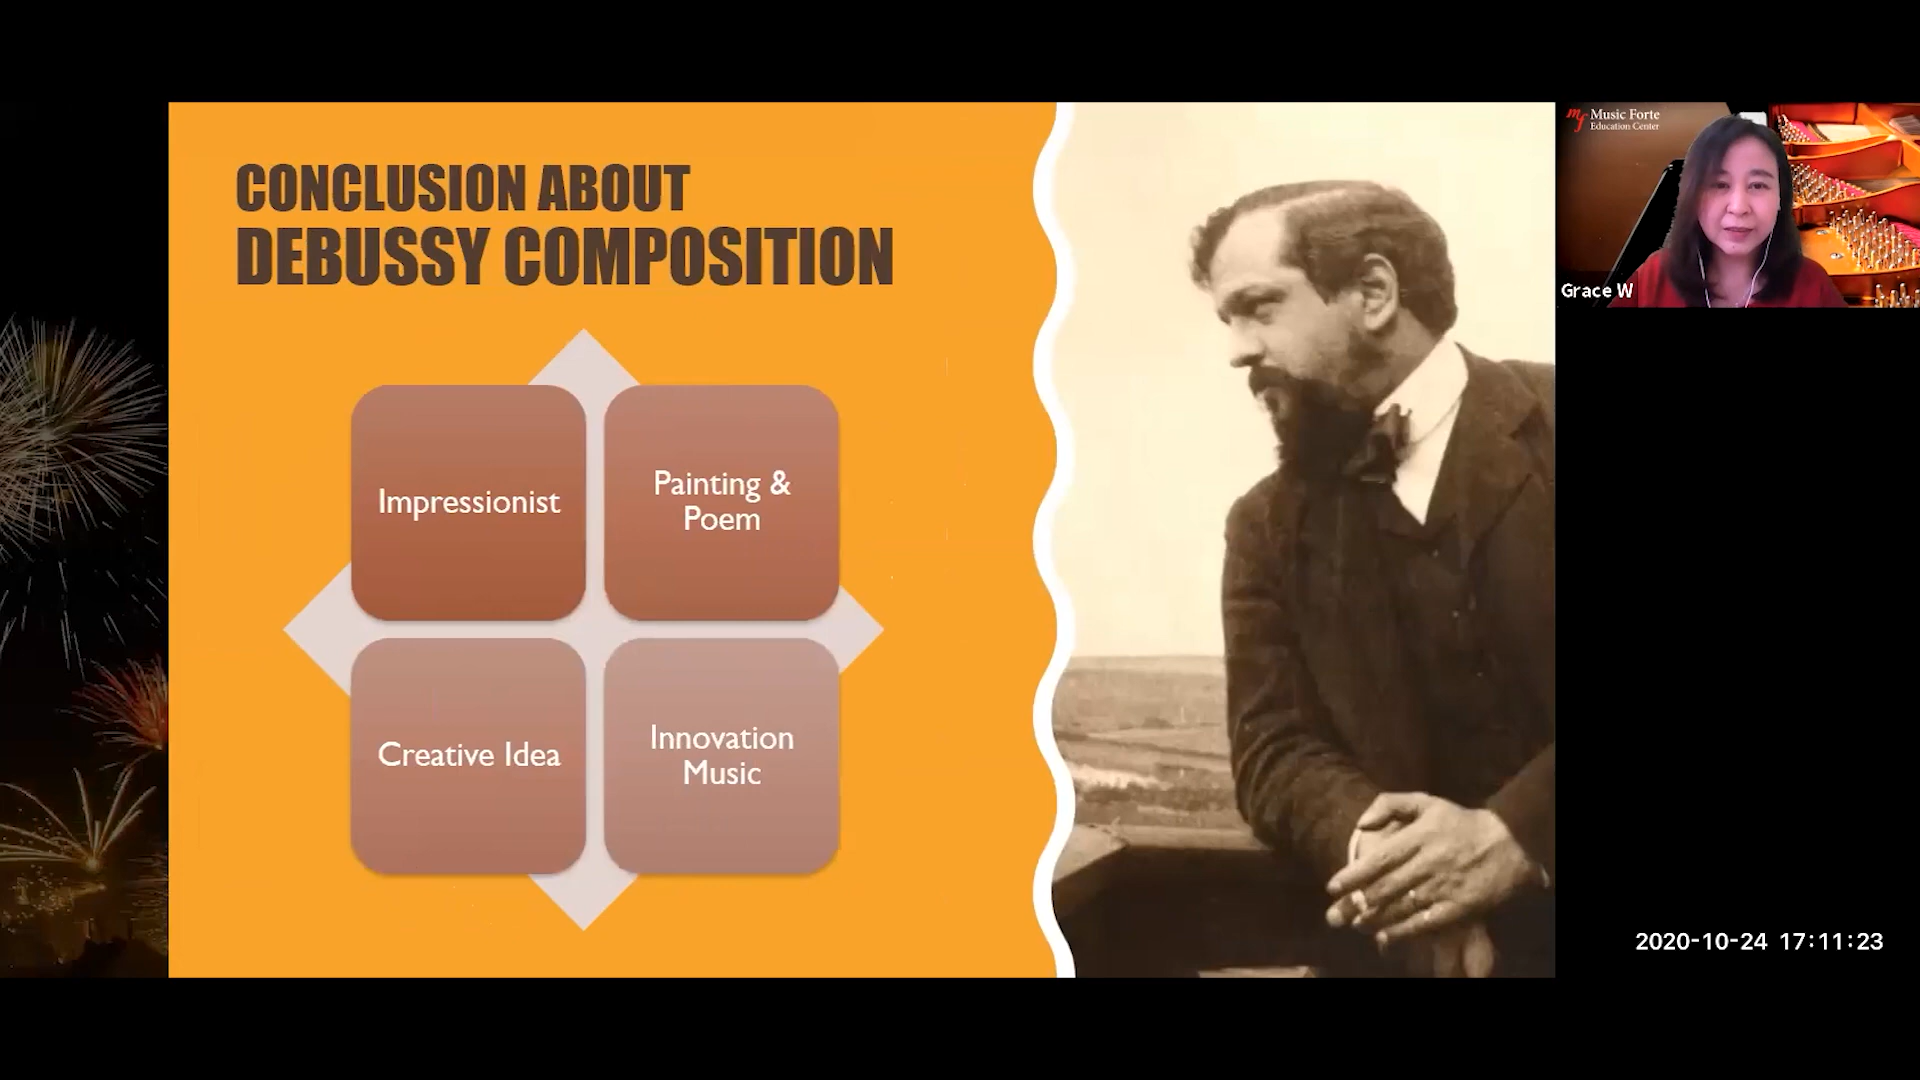 CONCLUSION ABOUT
DEBUSSY COMPOSITION
Impressionist
Painting &
Poem
Creative Idea
Innovation
Music
mf Music Forte
Education Center
Grace W
2020-10-24 17:11:23